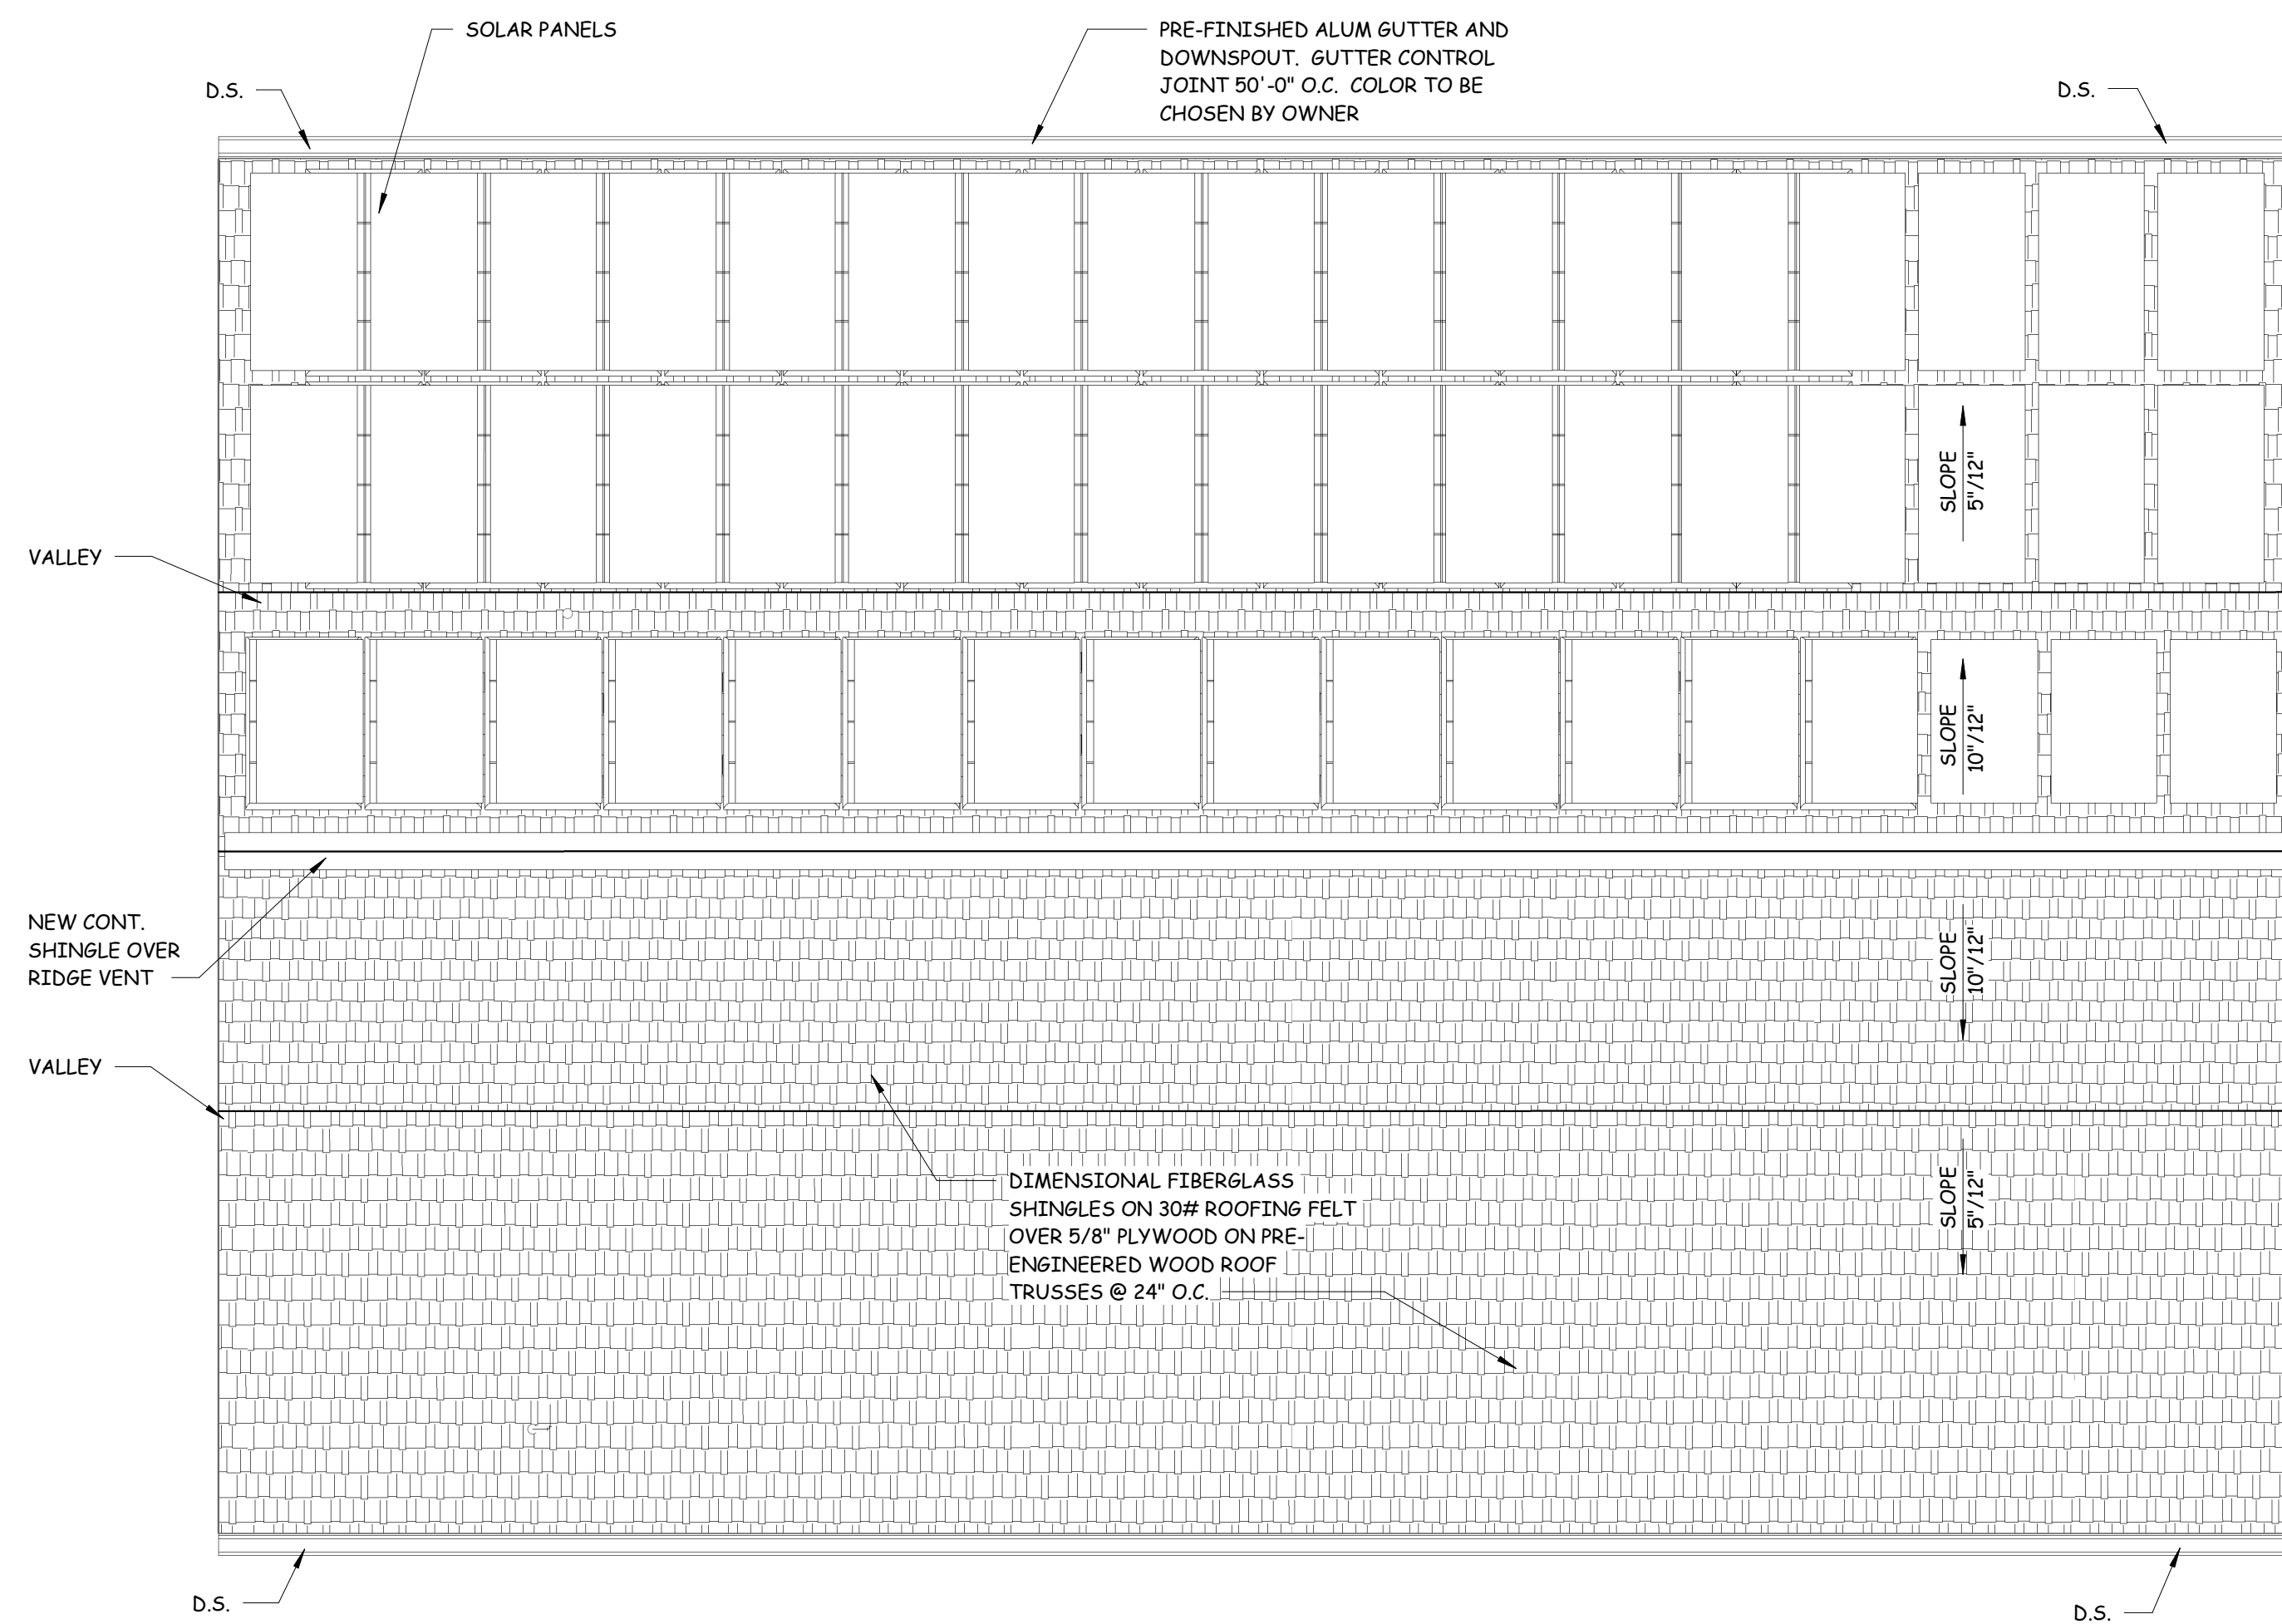 SOLAR PANELS
PRE-FINISHED ALUM GUTTER AND
DOWNSPOUT. GUTTER CONTROL
JOINT 50'-0" O.C. COLOR TO BE
CHOSEN BY OWNER
D.S.
D.S.
SLOPE
5"/12"
VALLEY
SLOPE
10"/12"
NEW CONT.
SHINGLE OVER
RIDGE VENT
SLOPE
10"/12"
VALLEY
DIMENSIONAL FIBERGLASS
SHINGLES ON 30# ROOFING FELT
OVER 5/8" PLYWOOD ON PRE-
ENGINEERED WOOD ROOF
TRUSSES @ 24" O.C.
SLOPE
5"/12"
D.S.
D.S.